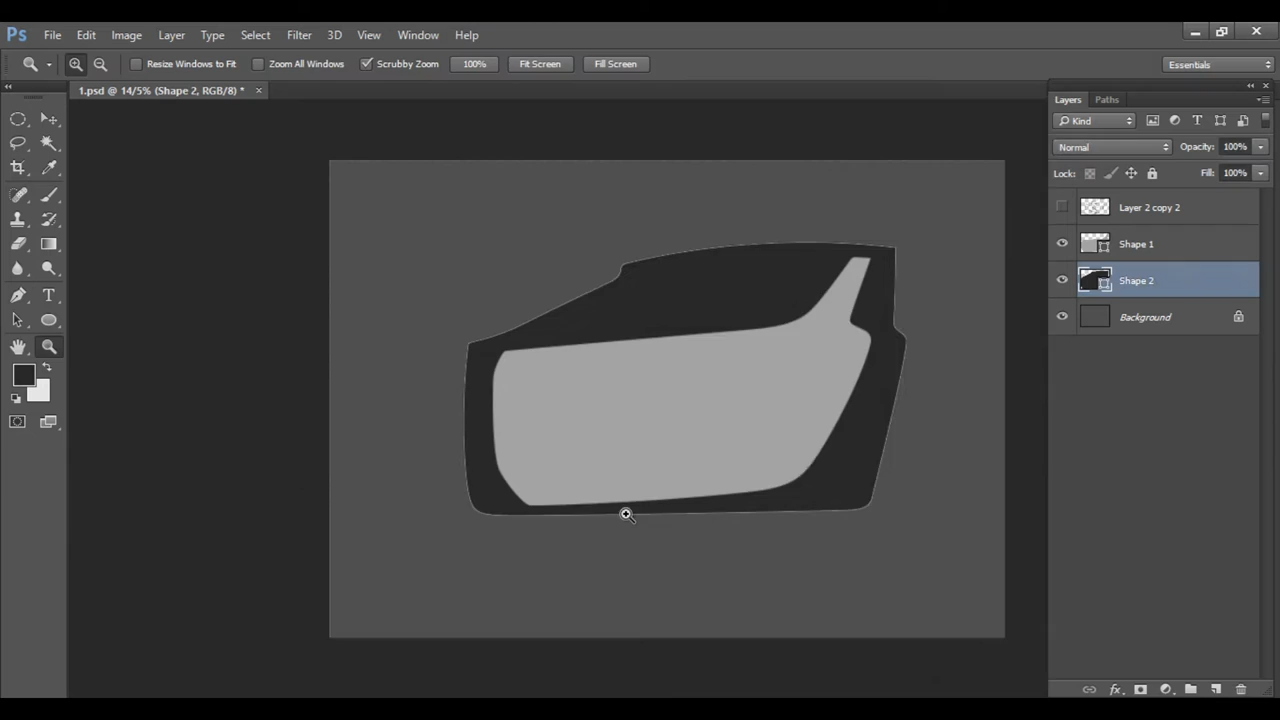 Ps File Edit Image Layer Type Select Filter 3D View Window Help
Resize Windows to Fit Zoom All Windows Scrubby Zoom 100% Fit Screen Fill Screen Essentials
1.psd @ 14/5% (Shape 2, RGB/8) *
Layers Paths
Kind
Normal Opacity: 100%
Lock: Fill: 100%
Layer 2 copy 2
Shape 1
Shape 2
Background